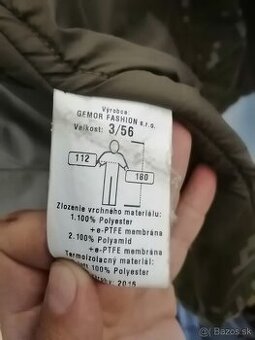 Výrobca:
GEMOR FASHION s.r.o.
Veľkosť: 3/56
112
180
Zloženie vrchného materiálu:
1.100% Polyester
+e-PTFE membrána
2.100% Polyamid
+e-PTFE membrána
Termoizolačný materiál:
100% Polyester
2016
Bazos.sk